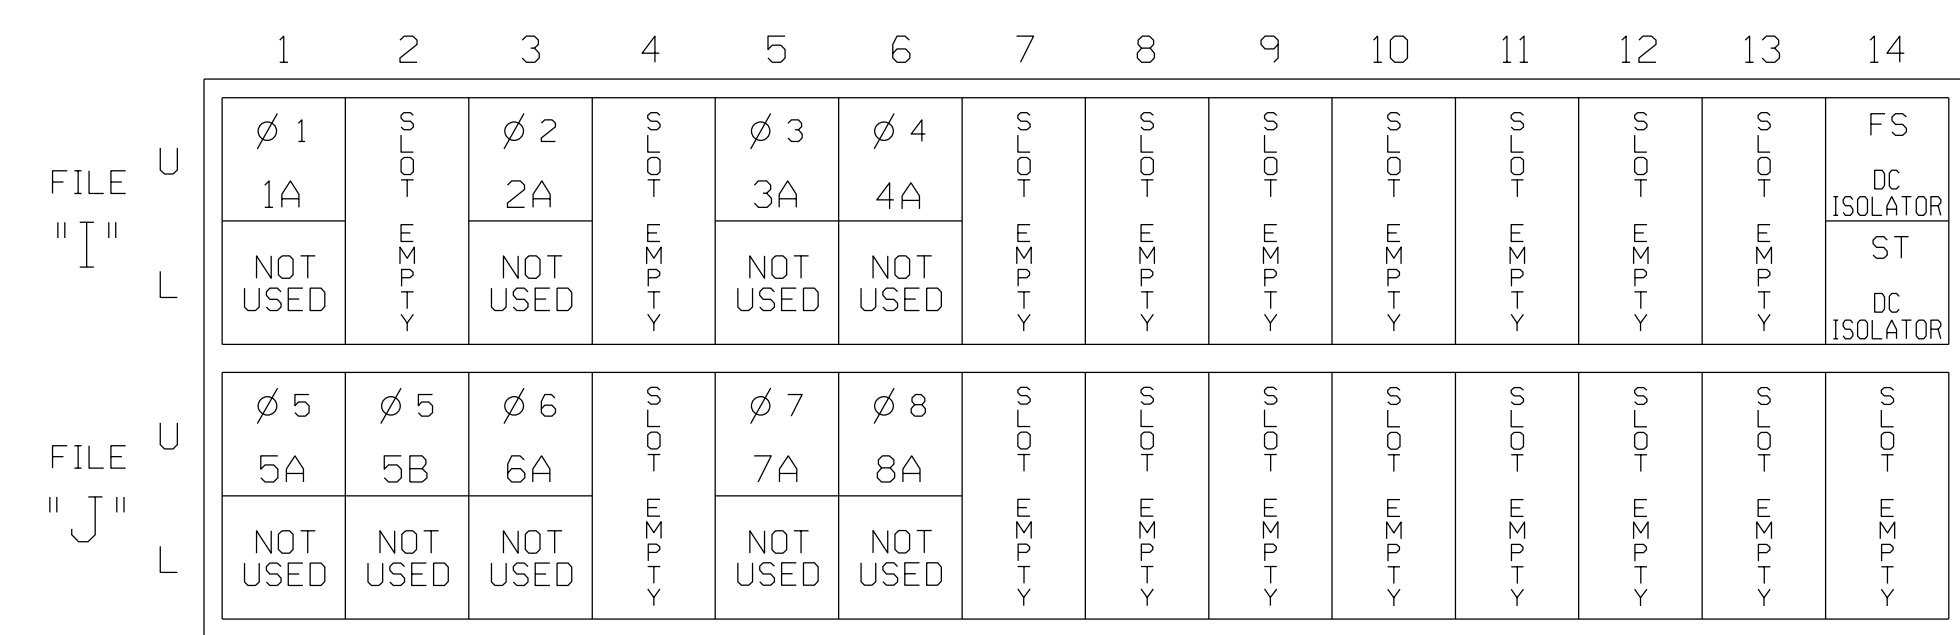 1 2 3 4 5 6 7 8 9 10 11 12 13 14
FILE "I"
U
Ø 1 1A
SLOT EMPTY
Ø 2 2A
SLOT EMPTY
Ø 3 3A
Ø 4 4A
SLOT EMPTY
SLOT EMPTY
SLOT EMPTY
SLOT EMPTY
SLOT EMPTY
SLOT EMPTY
SLOT EMPTY
FS
DC
ISOLATOR
L
NOT USED
NOT USED
NOT USED
NOT USED
ST
DC
ISOLATOR
FILE "J"
U
Ø 5 5A
Ø 5 5B
Ø 6 6A
SLOT EMPTY
Ø 7 7A
Ø 8 8A
SLOT EMPTY
SLOT EMPTY
SLOT EMPTY
SLOT EMPTY
SLOT EMPTY
SLOT EMPTY
SLOT EMPTY
SLOT EMPTY
L
NOT USED
NOT USED
NOT USED
NOT USED
NOT USED